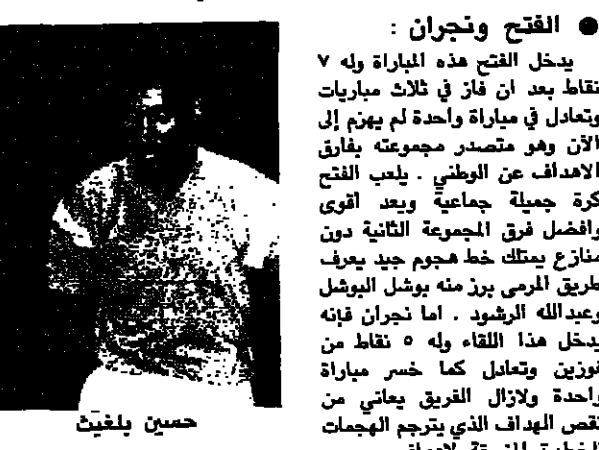 ● الفتح ونجران :
يدخل الفتح هذه المباراة وله ٧
نقاط بعد ان فاز في ثلاث مباريات
وتعادل في مباراة واحدة لم يهزم إلى
الآن وهو متصدر مجموعته بفارق
الاهداف عن الوطني . يلعب الفتح
كرة جميلة جماعية ويعد أقوى
وافضل فرق المجموعة الثانية دون
منازع يمتلك خط هجوم جيد يعرف
طريق المرمى برز منه بوشل البوشل
وعبدالله الرشود . اما نجران فإنه
يدخل هذا اللقاء وله ٥ نقاط من
فوزين وتعادل كما خسر مباراة
واحدة ولازال الفريق يعاني من
نقص الهداف الذي يترجم الهجمات
حسين بلغيث